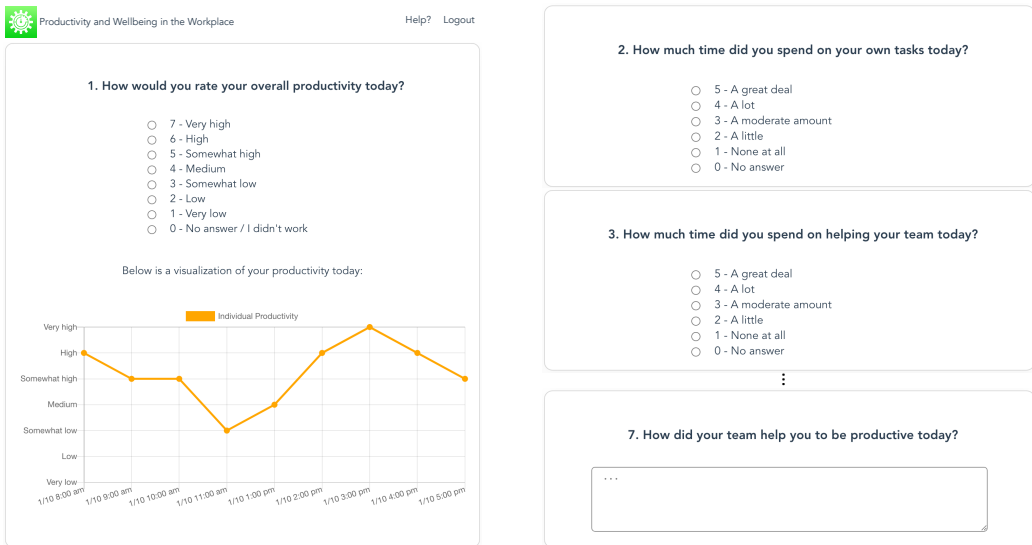 Productivity and Wellbeing in the Workplace
Help? Logout
1. How would you rate your overall productivity today?
7 - Very high
6 - High
5 - Somewhat high
4 - Medium
3 - Somewhat low
2 - Low
1 - Very low
0 - No answer / I didn't work
Below is a visualization of your productivity today:
Individual Productivity
Very high
High
Somewhat high
Medium
Somewhat low
Low
Very low
1/10 8:00 am
1/10 9:00 am
1/10 10:00 am
1/10 11:00 am
1/10 1:00 pm
1/10 2:00 pm
1/10 3:00 pm
1/10 4:00 pm
1/10 5:00 pm
2. How much time did you spend on your own tasks today?
5 - A great deal
4 - A lot
3 - A moderate amount
2 - A little
1 - None at all
0 - No answer
3. How much time did you spend on helping your team today?
5 - A great deal
4 - A lot
3 - A moderate amount
2 - A little
1 - None at all
0 - No answer
7. How did your team help you to be productive today?
...